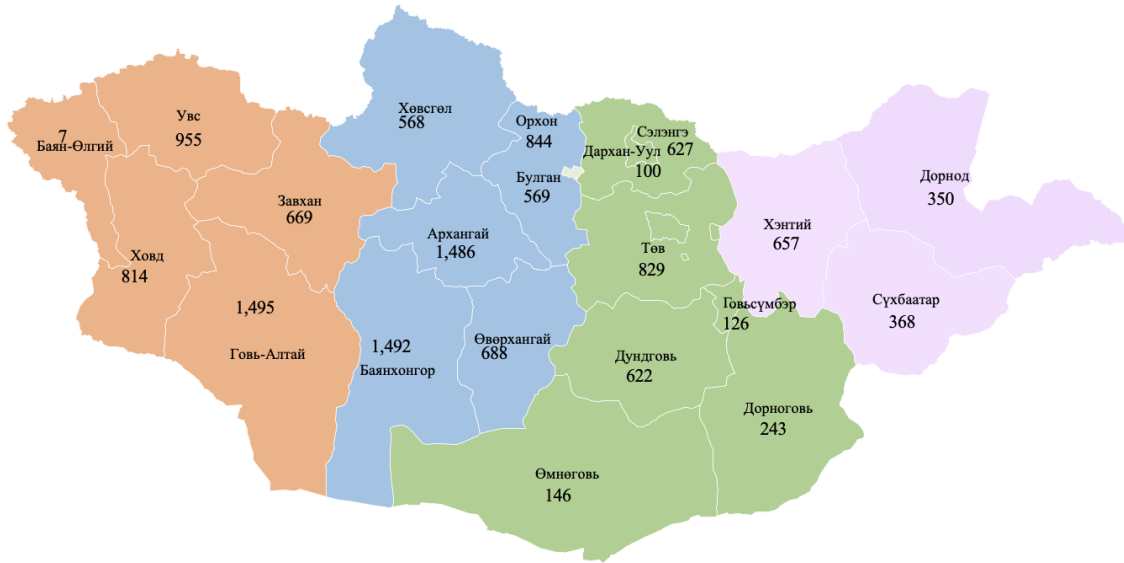 Увс
955
7
Баян-Өлгий
Ховд
814
Завхан
669
1,495
Говь-Алтай
Хөвсгөл
568
Орхон
844
Булган
569
Архангай
1,486
1,492
Баянхонгор
Өвөрхангай
688
Сэлэнгэ
627
Дархан-Уул
100
Төв
829
Говьсүмбэр
126
Дундговь
622
Дорноговь
243
Өмнөговь
146
Хэнтий
657
Дорнод
350
Сүхбаатар
368